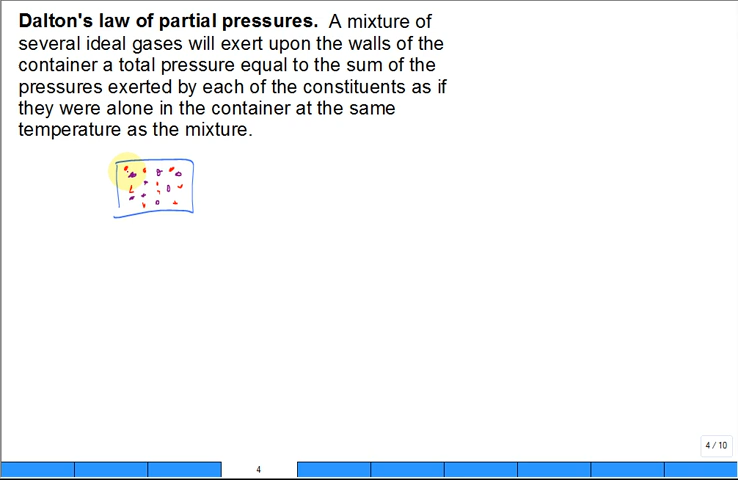 Dalton's law of partial pressures.  A mixture of
several ideal gases will exert upon the walls of the
container a total pressure equal to the sum of the
pressures exerted by each of the constituents as if
they were alone in the container at the same
temperature as the mixture.
4 / 10
4